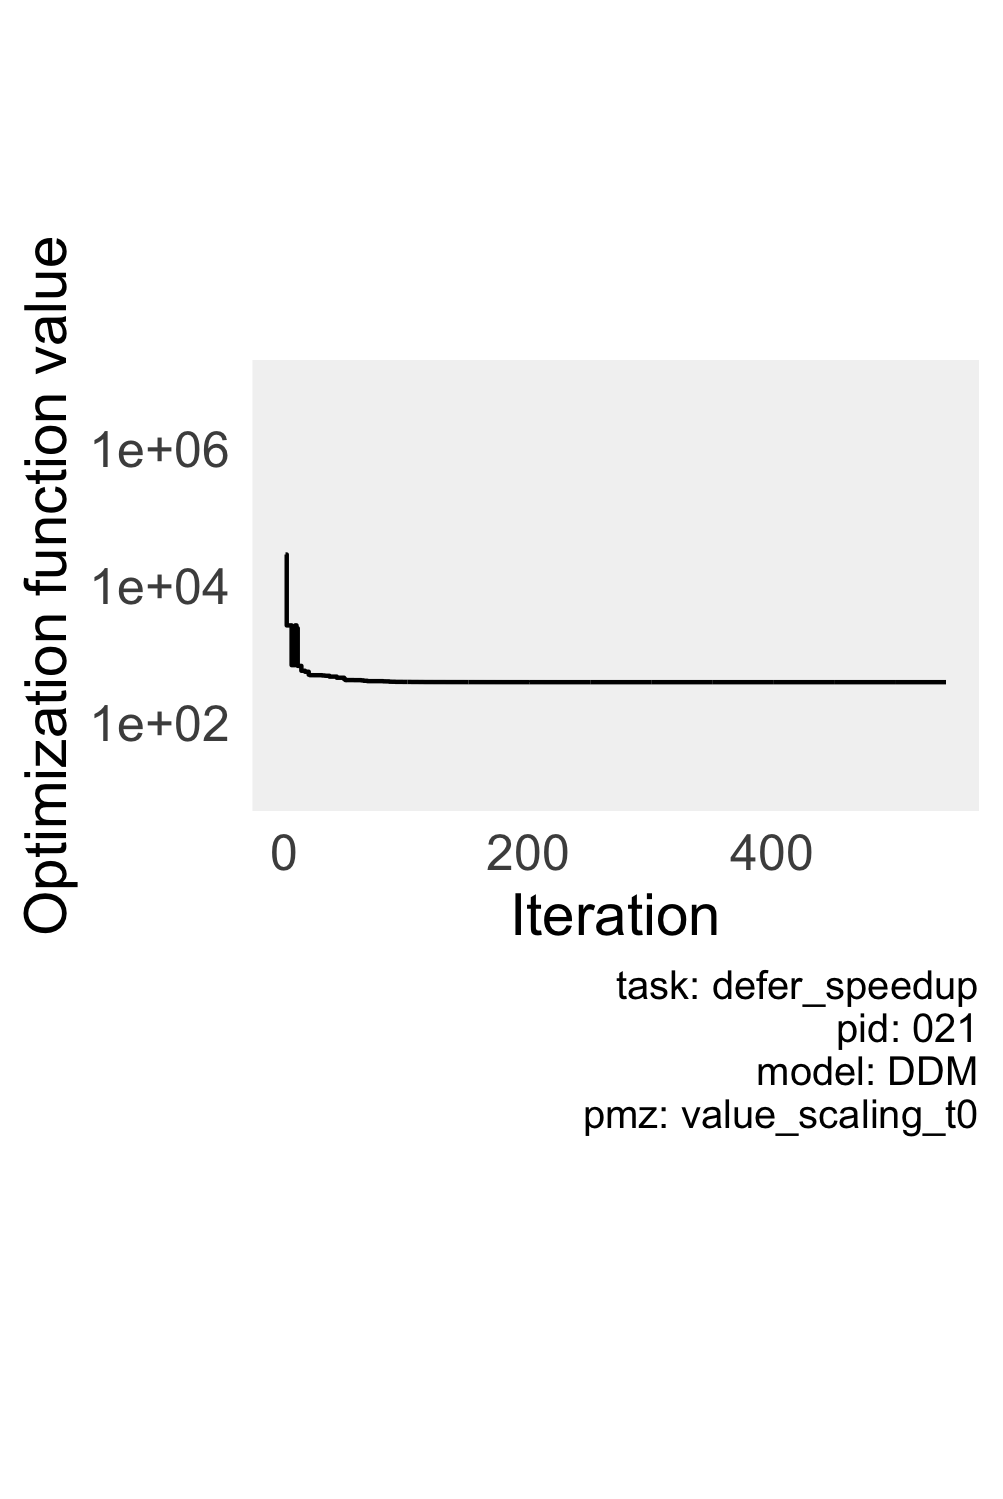 Optimization function value
1e+06
1e+04
1e+02
0 200 400
Iteration
task: defer_speedup
pid: 021
model: DDM
pmz: value_scaling_t0